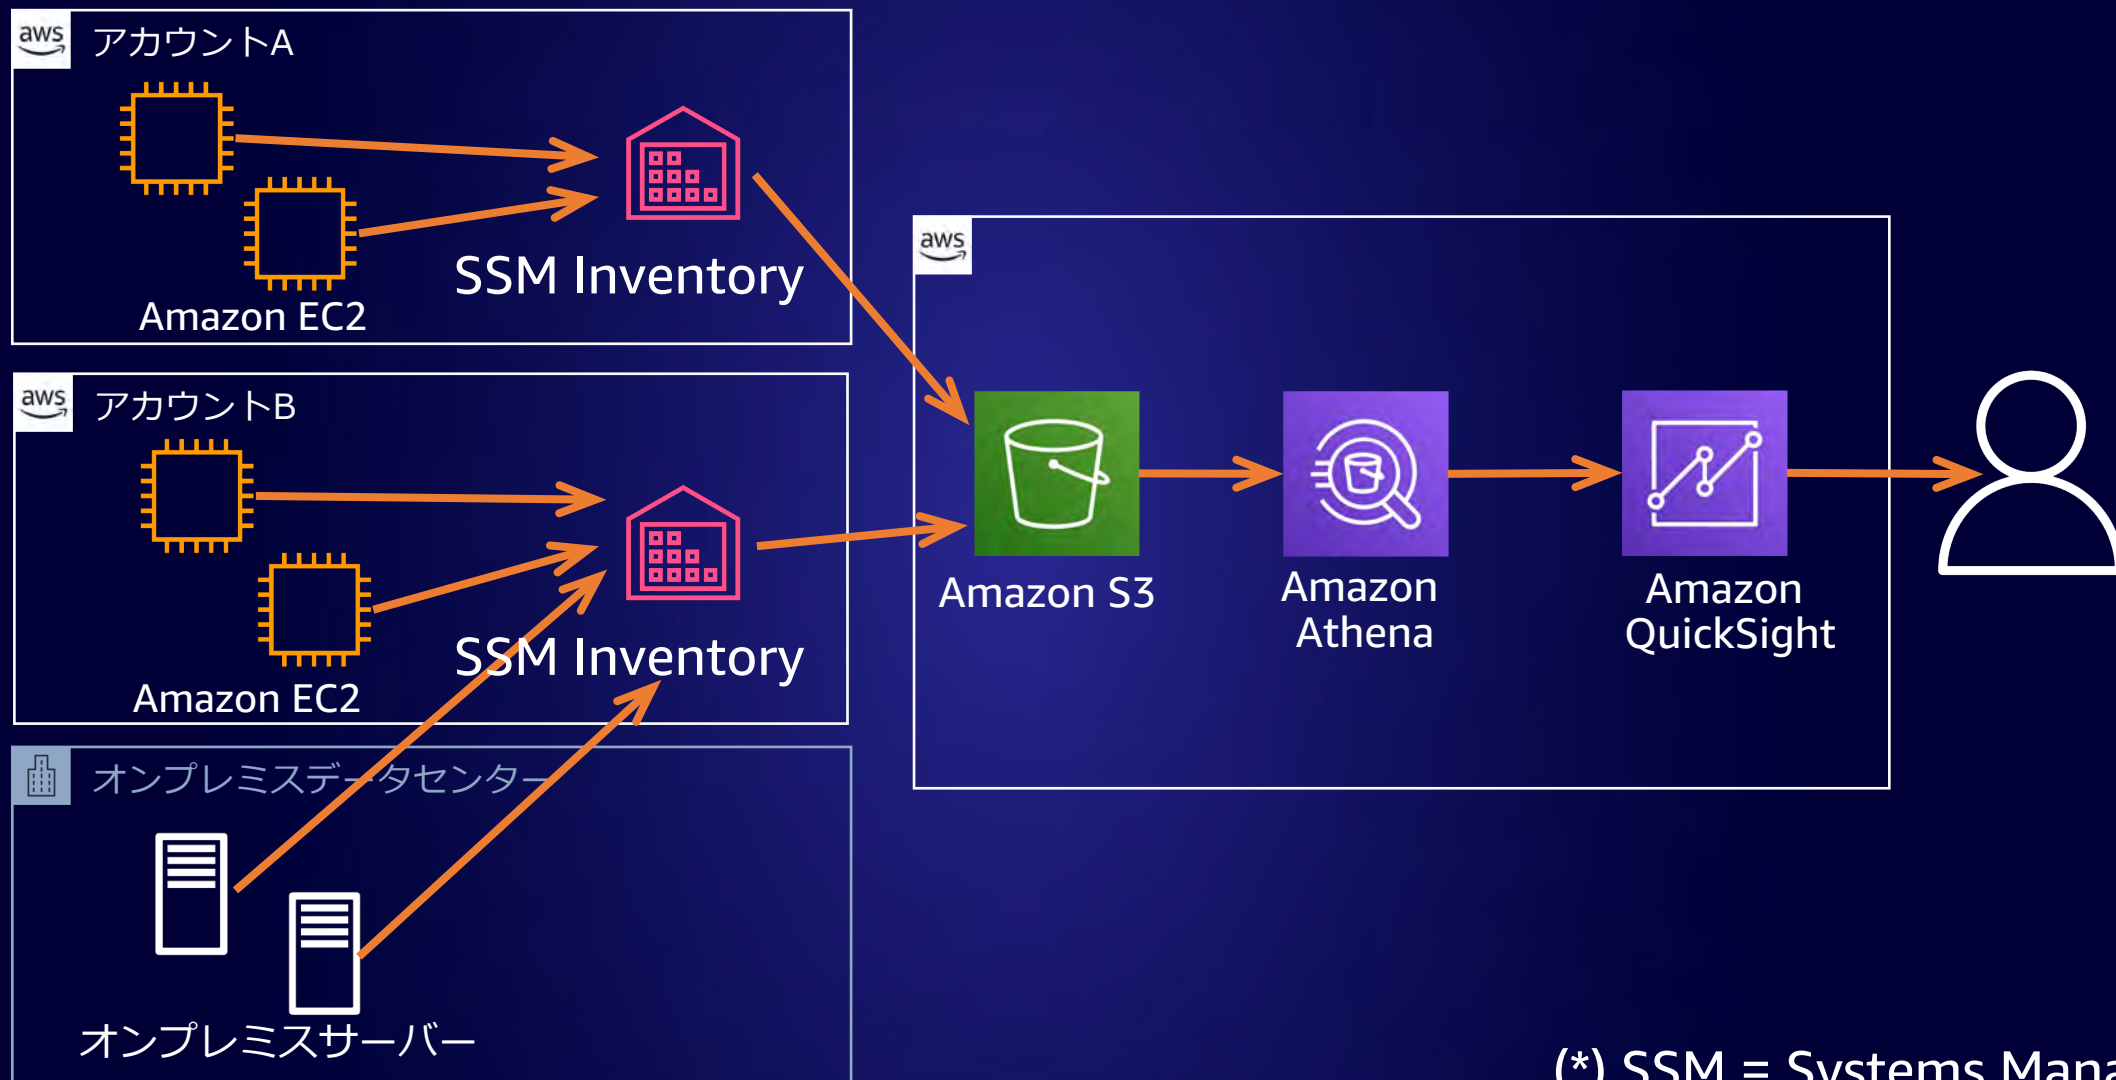 aws
アカウントA
SSM Inventory
Amazon EC2
aws
アカウントB
SSM Inventory
Amazon EC2
オンプレミスデータセンター
オンプレミスサーバー
aws
Amazon S3
Amazon
Athena
Amazon
QuickSight
(*) SSM = Systems